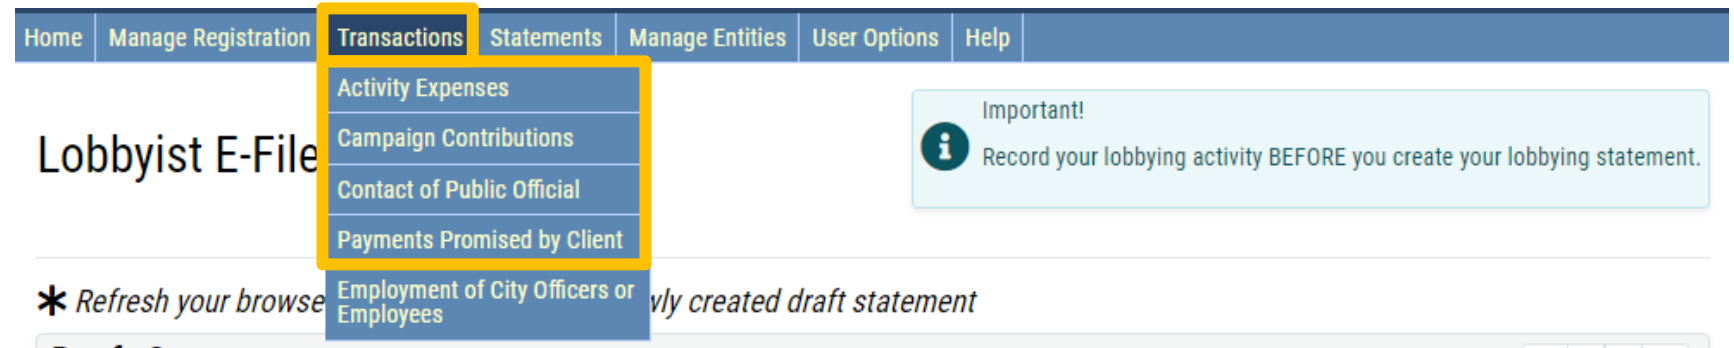 Home Manage Registration Transactions Statements Manage Entities User Options Help
Activity Expenses
Campaign Contributions
Contact of Public Official
Payments Promised by Client
Employment of City Officers or
Employees
Important!
Record your lobbying activity BEFORE you create your lobbying statement.
Lobbyist E-File
* Refresh your browse wly created draft statement